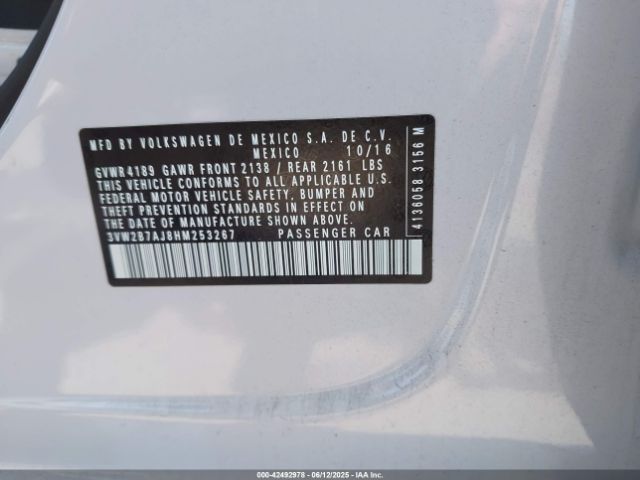 MFD BY VOLKSWAGEN DE MEXICO S.A. DE C.V.
MEXICO 10/16
GVWR4189 GAWR FRONT 2138 / REAR 2161 LBS
THIS VEHICLE CONFORMS TO ALL APPLICABLE U.S.
FEDERAL MOTOR VEHICLE SAFETY, BUMPER AND
THEFT PREVENTION STANDARDS IN EFFECT ON
THE DATE OF MANUFACTURE SHOWN ABOVE.
3VW2B7AJ8HM253267 PASSENGER CAR
4136058 3156 M
000-42492978 - 06/12/2025 - IAAI.COM